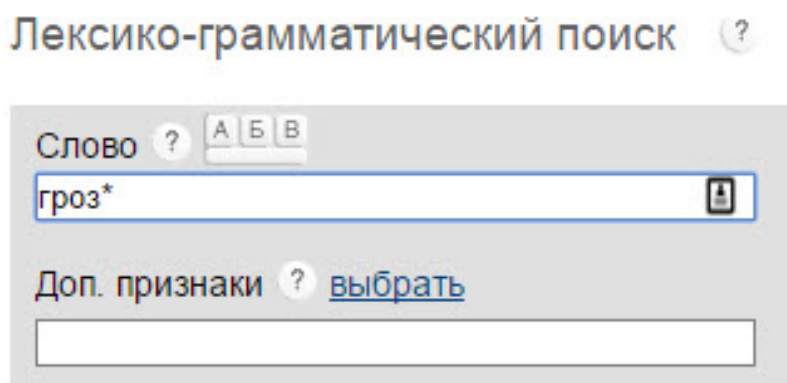 Лексико-грамматический поиск ?
Слово ? А Б В
гроз*
Доп. признаки ? выбрать